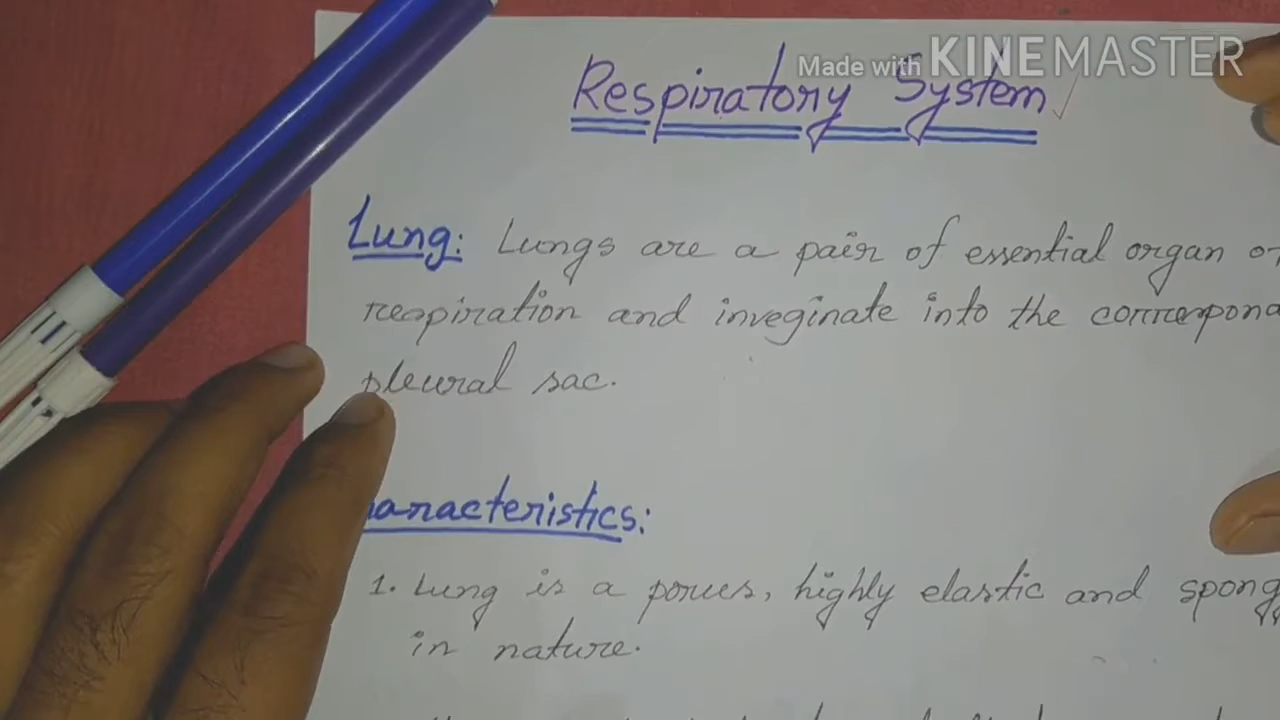 Made with KINEMASTER
Respiratory System
Lung: Lungs are a pair of essential organ
respiration and inveginate into the
pleural sac.
1. Lung is a porues, highly elastic and
in nature.